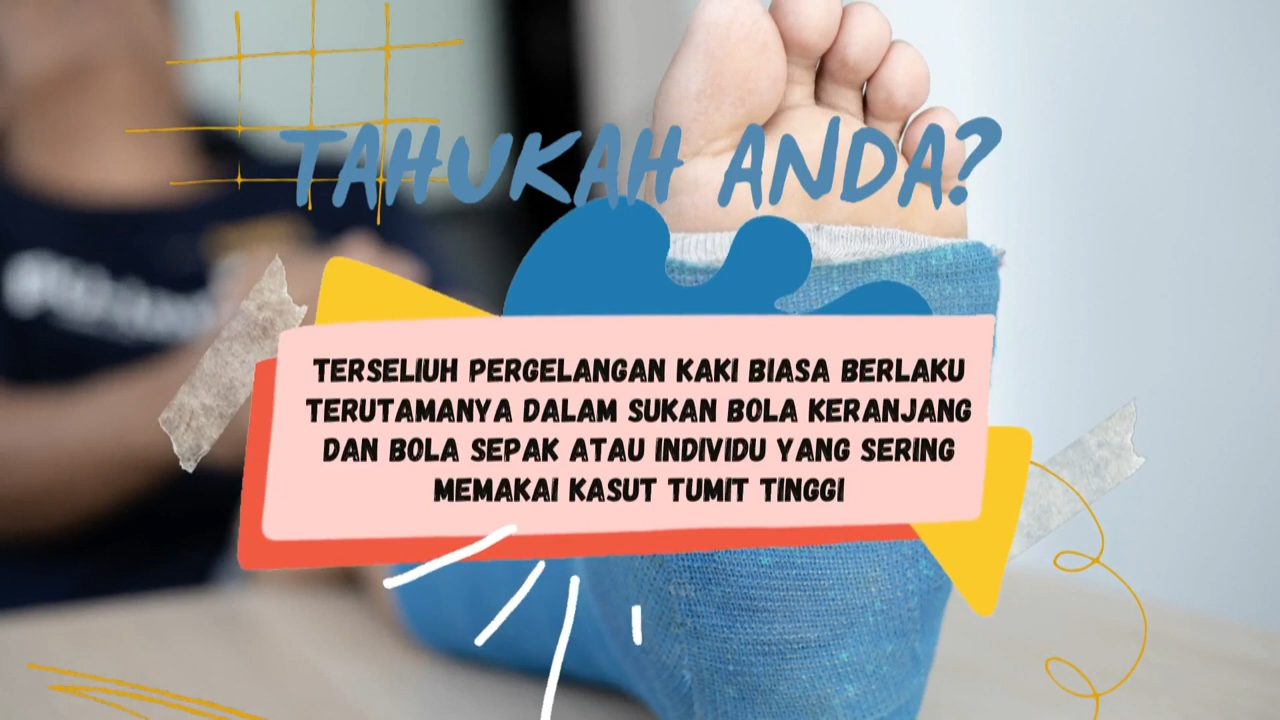 TAHUKAH ANDA?
TERSELIUH PERGELANGAN KAKI BIASA BERLAKU
TERUTAMANYA DALAM SUKAN BOLA KERANJANG
DAN BOLA SEPAK ATAU INDIVIDU YANG SERING
MEMAKAI KASUT TUMIT TINGGI